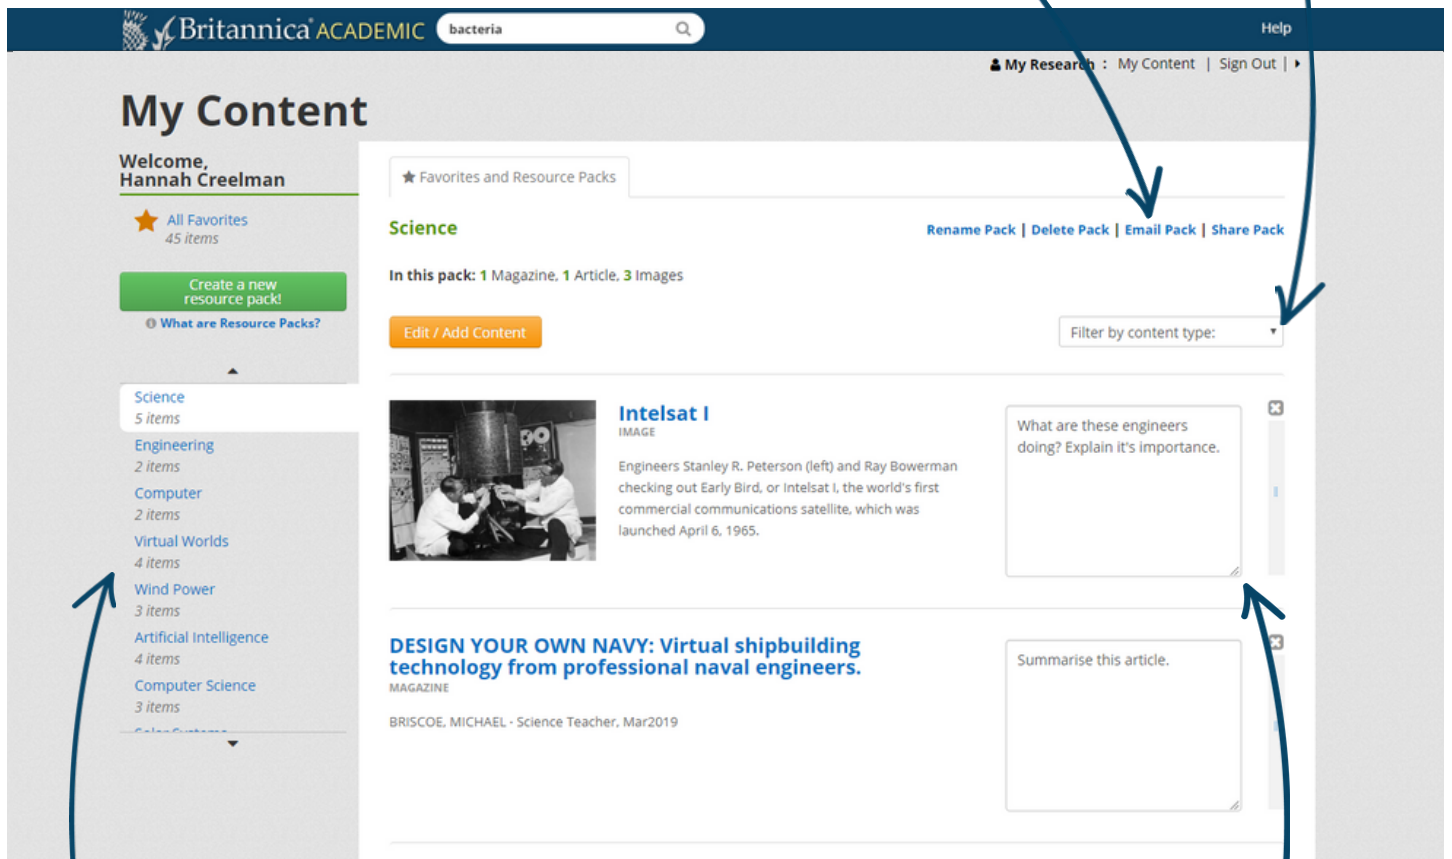 Britannica® ACADEMIC
bacteria
Help
My Research : My Content | Sign Out |
My Content
Welcome,
Hannah Creelman
All Favorites
45 items
Create a new
resource pack!
What are Resource Packs?
Science
5 items
Engineering
2 items
Computer
2 items
Virtual Worlds
4 items
Wind Power
3 items
Artificial Intelligence
4 items
Computer Science
3 items
Favorites and Resource Packs
Science
Rename Pack | Delete Pack | Email Pack | Share Pack
In this pack: 1 Magazine, 1 Article, 3 Images
Edit / Add Content
Filter by content type:
Intelsat I
IMAGE
Engineers Stanley R. Peterson (left) and Ray Bowerman
checking out Early Bird, or Intelsat I, the world's first
commercial communications satellite, which was
launched April 6, 1965.
What are these engineers
doing? Explain it's importance.
DESIGN YOUR OWN NAVY: Virtual shipbuilding
technology from professional naval engineers.
MAGAZINE
BRISCOE, MICHAEL - Science Teacher, Mar2019
Summarise this article.